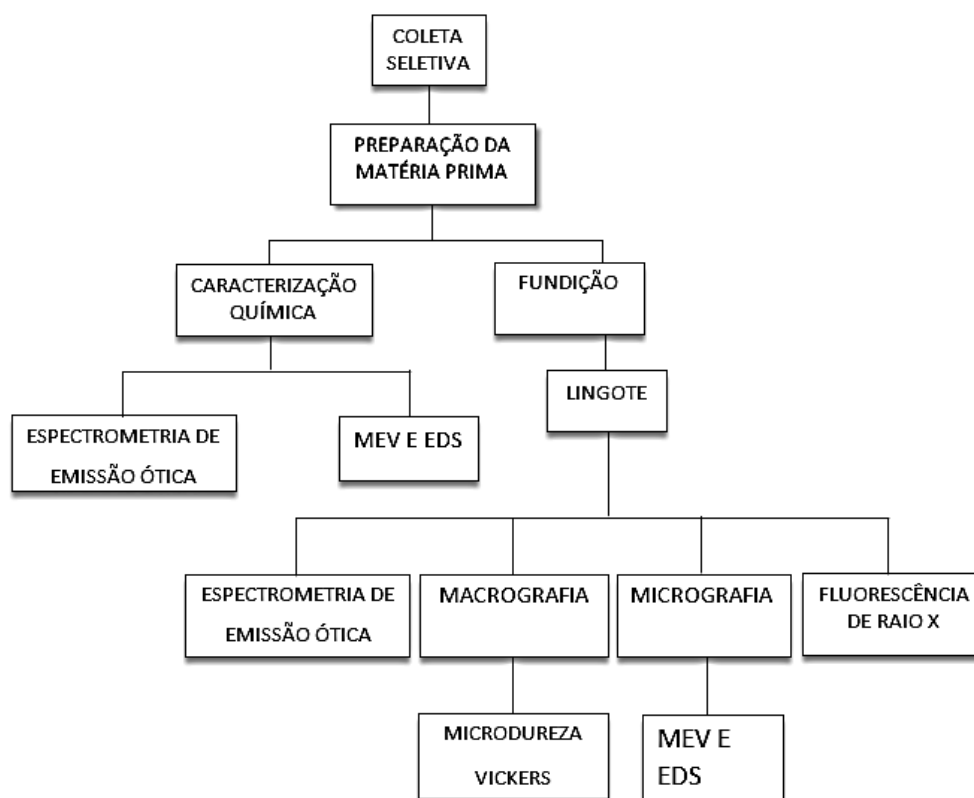 COLETA
SELETIVA
PREPARAÇÃO DA
MATÉRIA PRIMA
CARACTERIZAÇÃO
QUÍMICA
FUNDIÇÃO
LINGOTE
ESPECTROMETRIA DE
EMISSÃO ÓTICA
MEV E EDS
ESPECTROMETRIA DE
EMISSÃO ÓTICA
MACROGRAFIA
MICROGRAFIA
FLUORESCÊNCIA
DE RAIO X
MICRODUREZA
VICKERS
MEV E
EDS